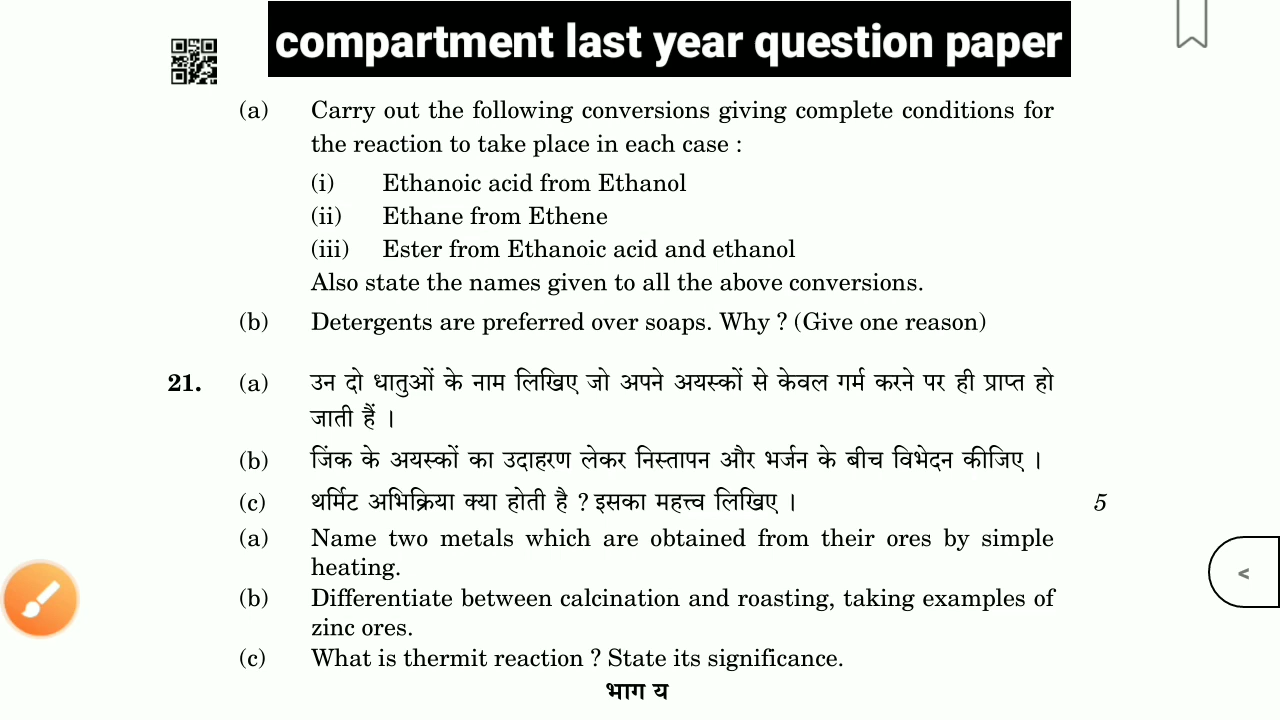 compartment last year question paper
(a) Carry out the following conversions giving complete conditions for
the reaction to take place in each case :
(i) Ethanoic acid from Ethanol
(ii) Ethane from Ethene
(iii) Ester from Ethanoic acid and ethanol
Also state the names given to all the above conversions.
(b) Detergents are preferred over soaps. Why ? (Give one reason)
21. (a) उन दो धातुओं के नाम लिखिए जो अपने अयस्कों से केवल गर्म करने पर ही प्राप्त हो
जाती हैं ।
(b) जिंक के अयस्कों का उदाहरण लेकर निस्तापन और भर्जन के बीच विभेदन कीजिए ।
(c) थर्मिट अभिक्रिया क्या होती है ? इसका महत्त्व लिखिए । 5
(a) Name two metals which are obtained from their ores by simple
heating.
(b) Differentiate between calcination and roasting, taking examples of
zinc ores.
(c) What is thermit reaction ? State its significance.
भाग य